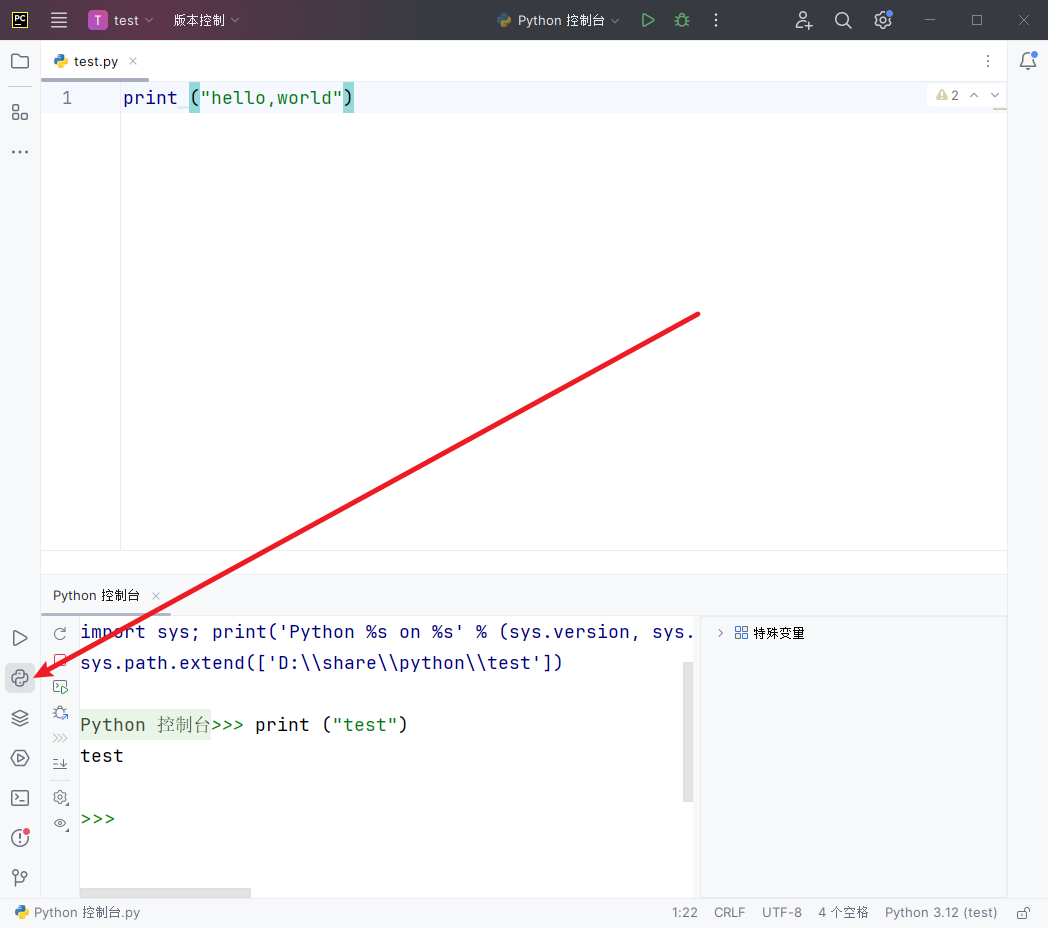 PC T test 版本控制 Python 控制台
test.py
1 print ("hello,world") 2
Python 控制台
import sys; print('Python %s on %s' % (sys.version, sys.
特殊变量
sys.path.extend(['D:\\share\\python\\test'])
Python 控制台>>> print ("test")
test
>>>
Python 控制台.py 1:22 CRLF UTF-8 4 个空格 Python 3.12 (test)